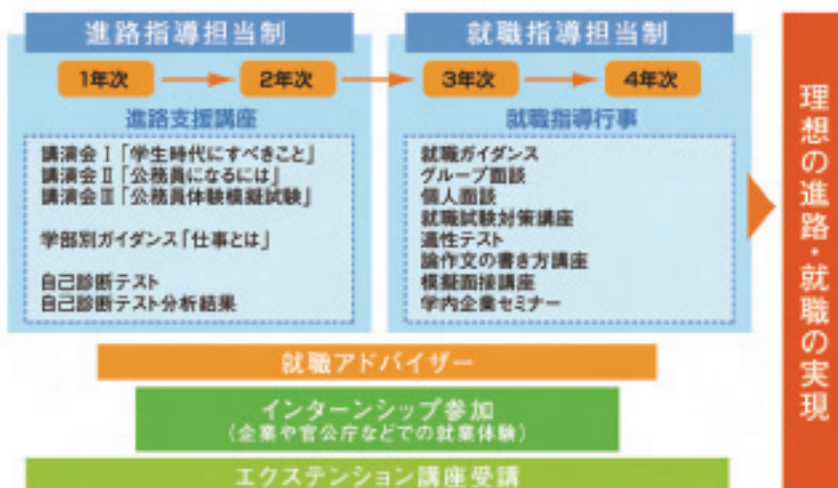 進路指導担当制
1年次
2年次
進路支援講座
講演会Ⅰ「学生時代にすべきこと」
講演会Ⅱ「公務員になるには」
講演会Ⅲ「公務員体験模擬試験」
学部別ガイダンス「仕事とは」
自己診断テスト
自己診断テスト分析結果
就職指導担当制
3年次
4年次
就職指導行事
就職ガイダンス
グループ面談
個人面談
就職試験対策講座
適性テスト
論作文の書き方講座
模擬面接講座
学内企業セミナー
理想の進路・就職の実現
就職アドバイザー
インターンシップ参加
(企業や官公庁などでの就業体験)
エクステンション講座受講